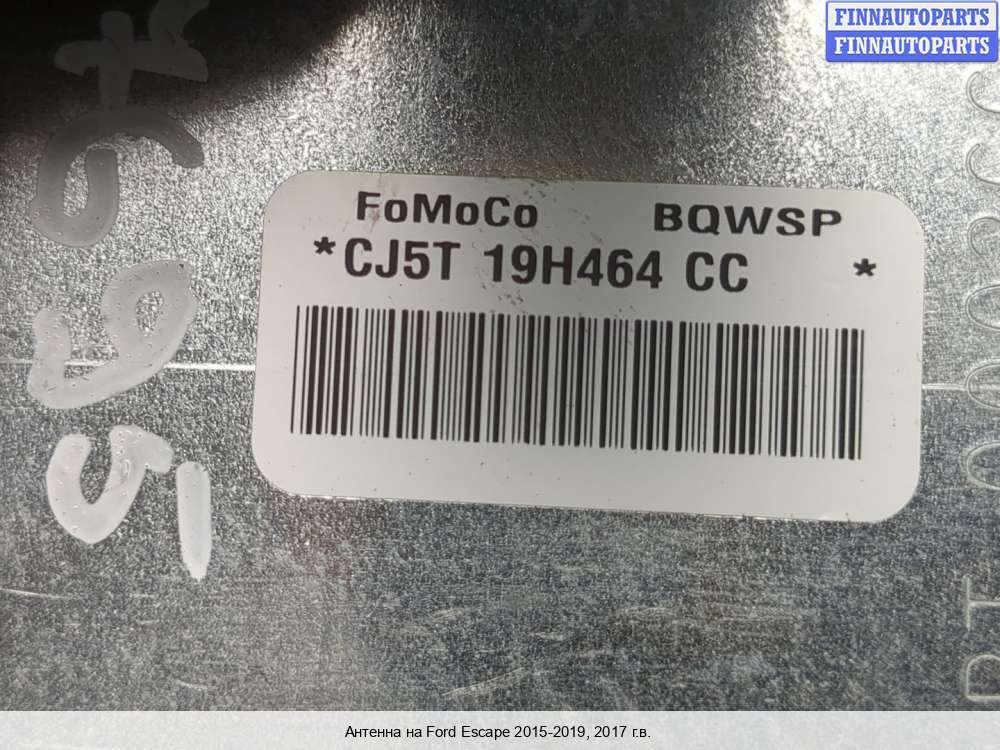 FINNAUTOPARTS
FINNAUTOPARTS
FoMoCo BQWSP
*CJ5T 19H464 CC *
Антенна на Ford Escape 2015-2019, 2017 г.в.